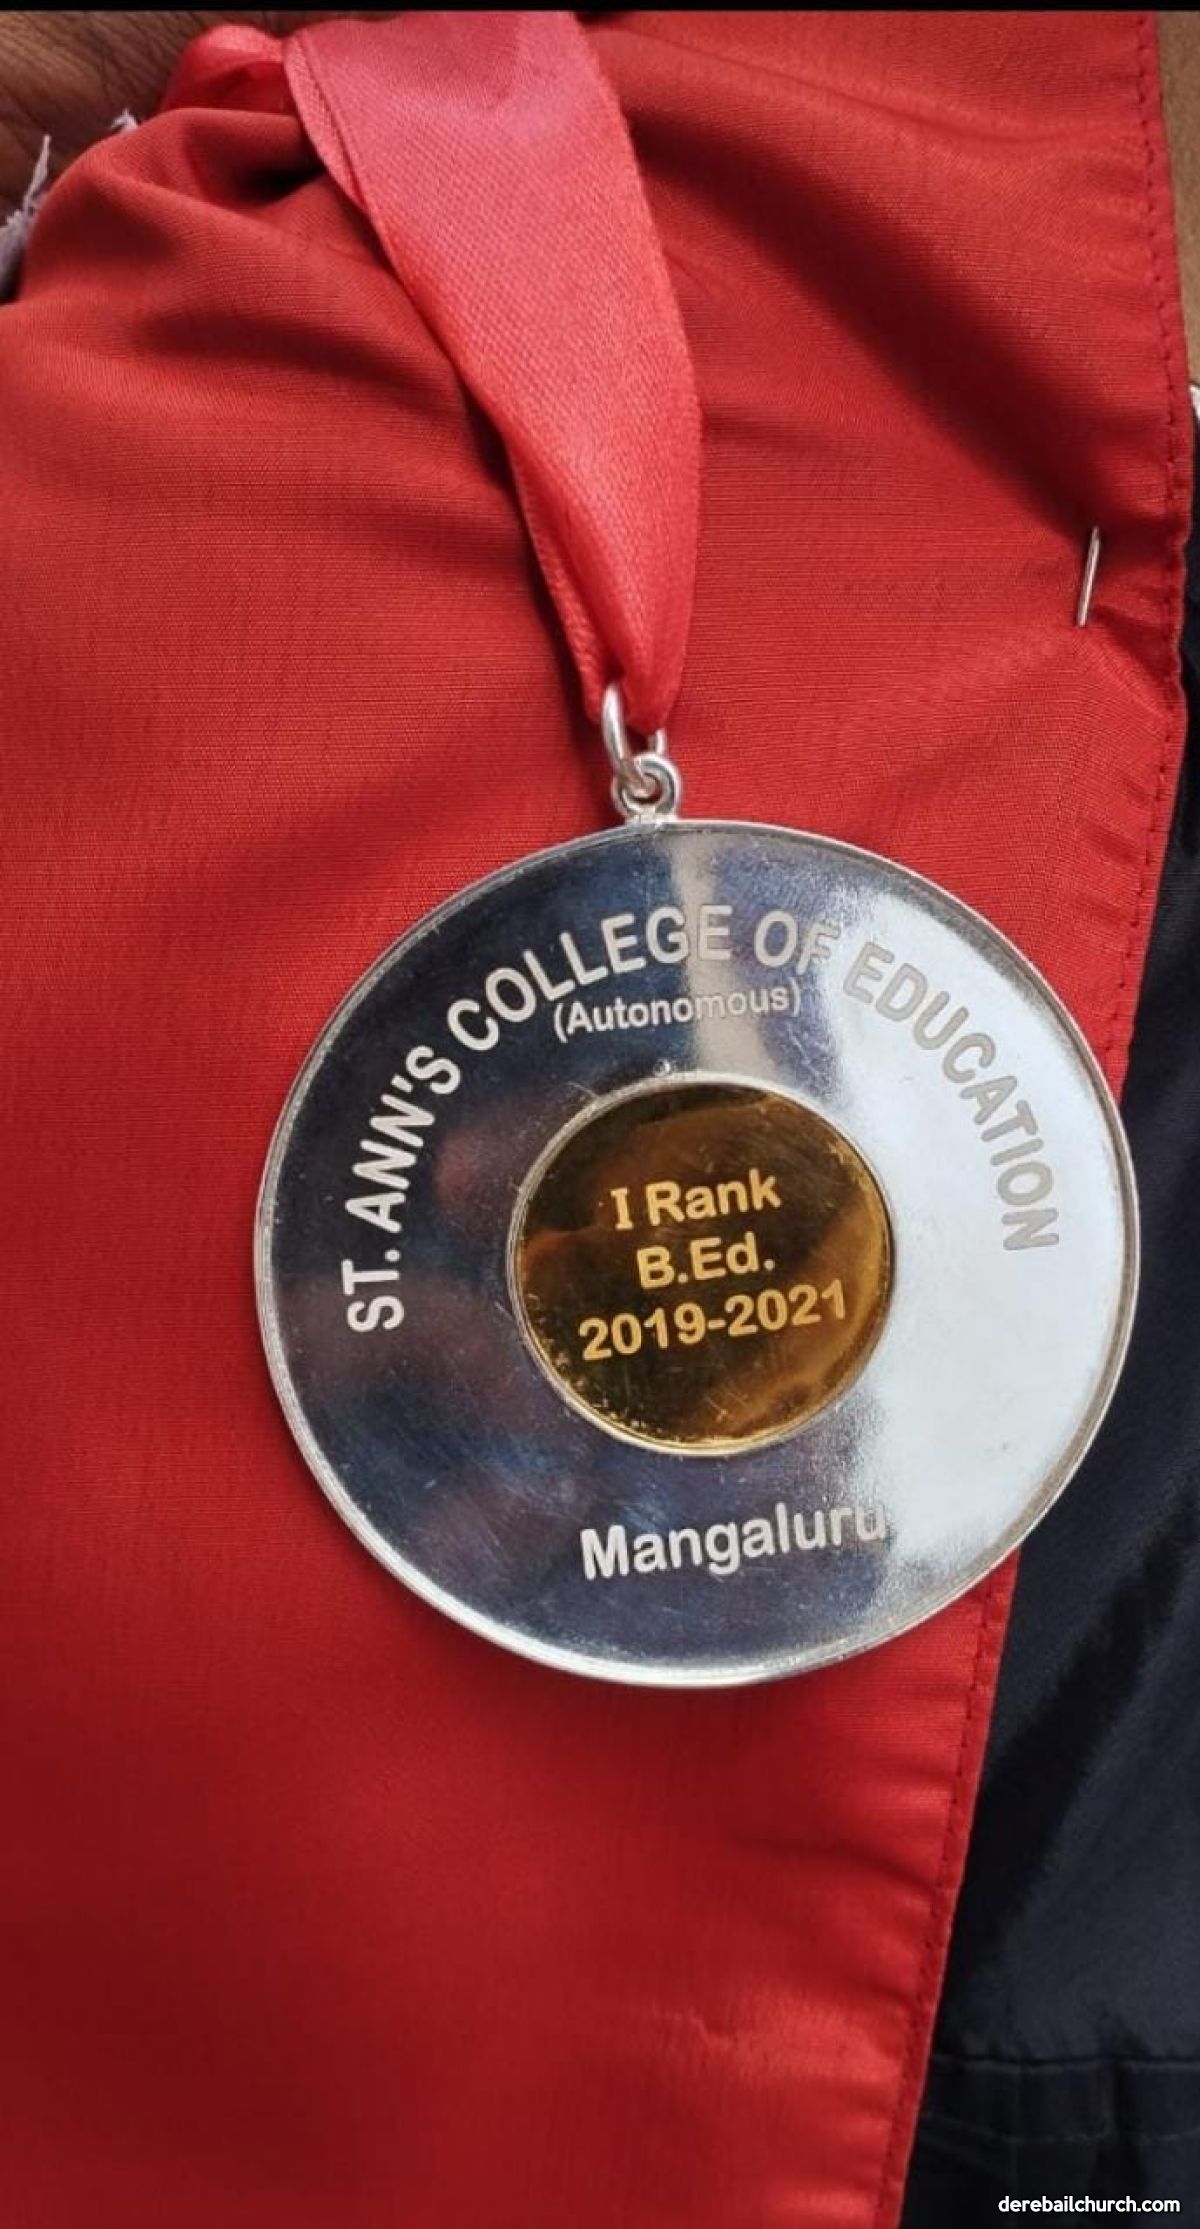 ST. ANN'S COLLEGE OF EDUCATION
(Autonomous)
I Rank
B.Ed.
2019-2021
Mangaluru
derebailchurch.com